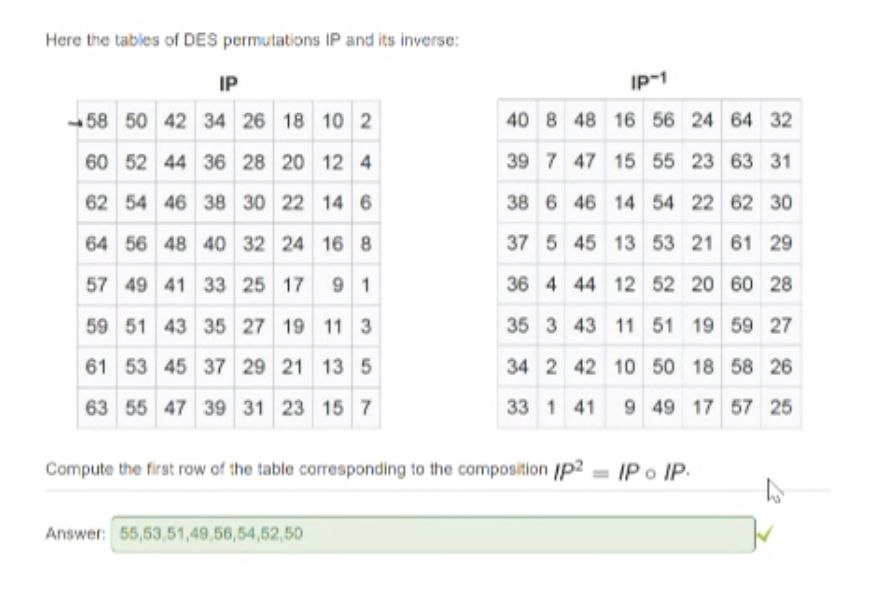 Here the tables of DES permutations IP and its inverse:
IP
58 50 42 34 26 18 10 2
60 52 44 36 28 20 12 4
62 54 46 38 30 22 14 6
64 56 48 40 32 24 16 8
57 49 41 33 25 17 9 1
59 51 43 35 27 19 11 3
61 53 45 37 29 21 13 5
63 55 47 39 31 23 15 7
IP⁻¹
40 8 48 16 56 24 64 32
39 7 47 15 55 23 63 31
38 6 46 14 54 22 62 30
37 5 45 13 53 21 61 29
36 4 44 12 52 20 60 28
35 3 43 11 51 19 59 27
34 2 42 10 50 18 58 26
33 1 41 9 49 17 57 25
Compute the first row of the table corresponding to the composition IP² = IP ∘ IP.
Answer: 55,53,51,49,56,54,52,50